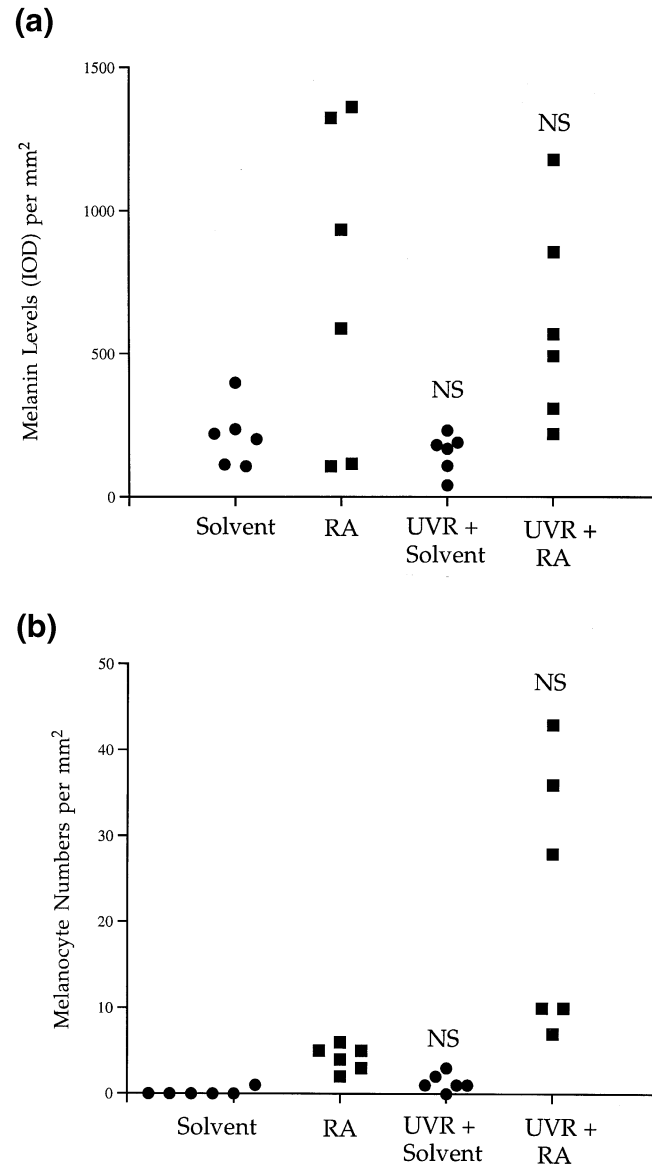 (a)
Melanin Levels (IOD) per mm²
1500
1000
500
0
NS
NS
Solvent
RA
UVR +
Solvent
UVR +
RA
(b)
Melanocyte Numbers per mm²
50
40
30
20
10
0
NS
NS
Solvent
RA
UVR +
Solvent
UVR +
RA